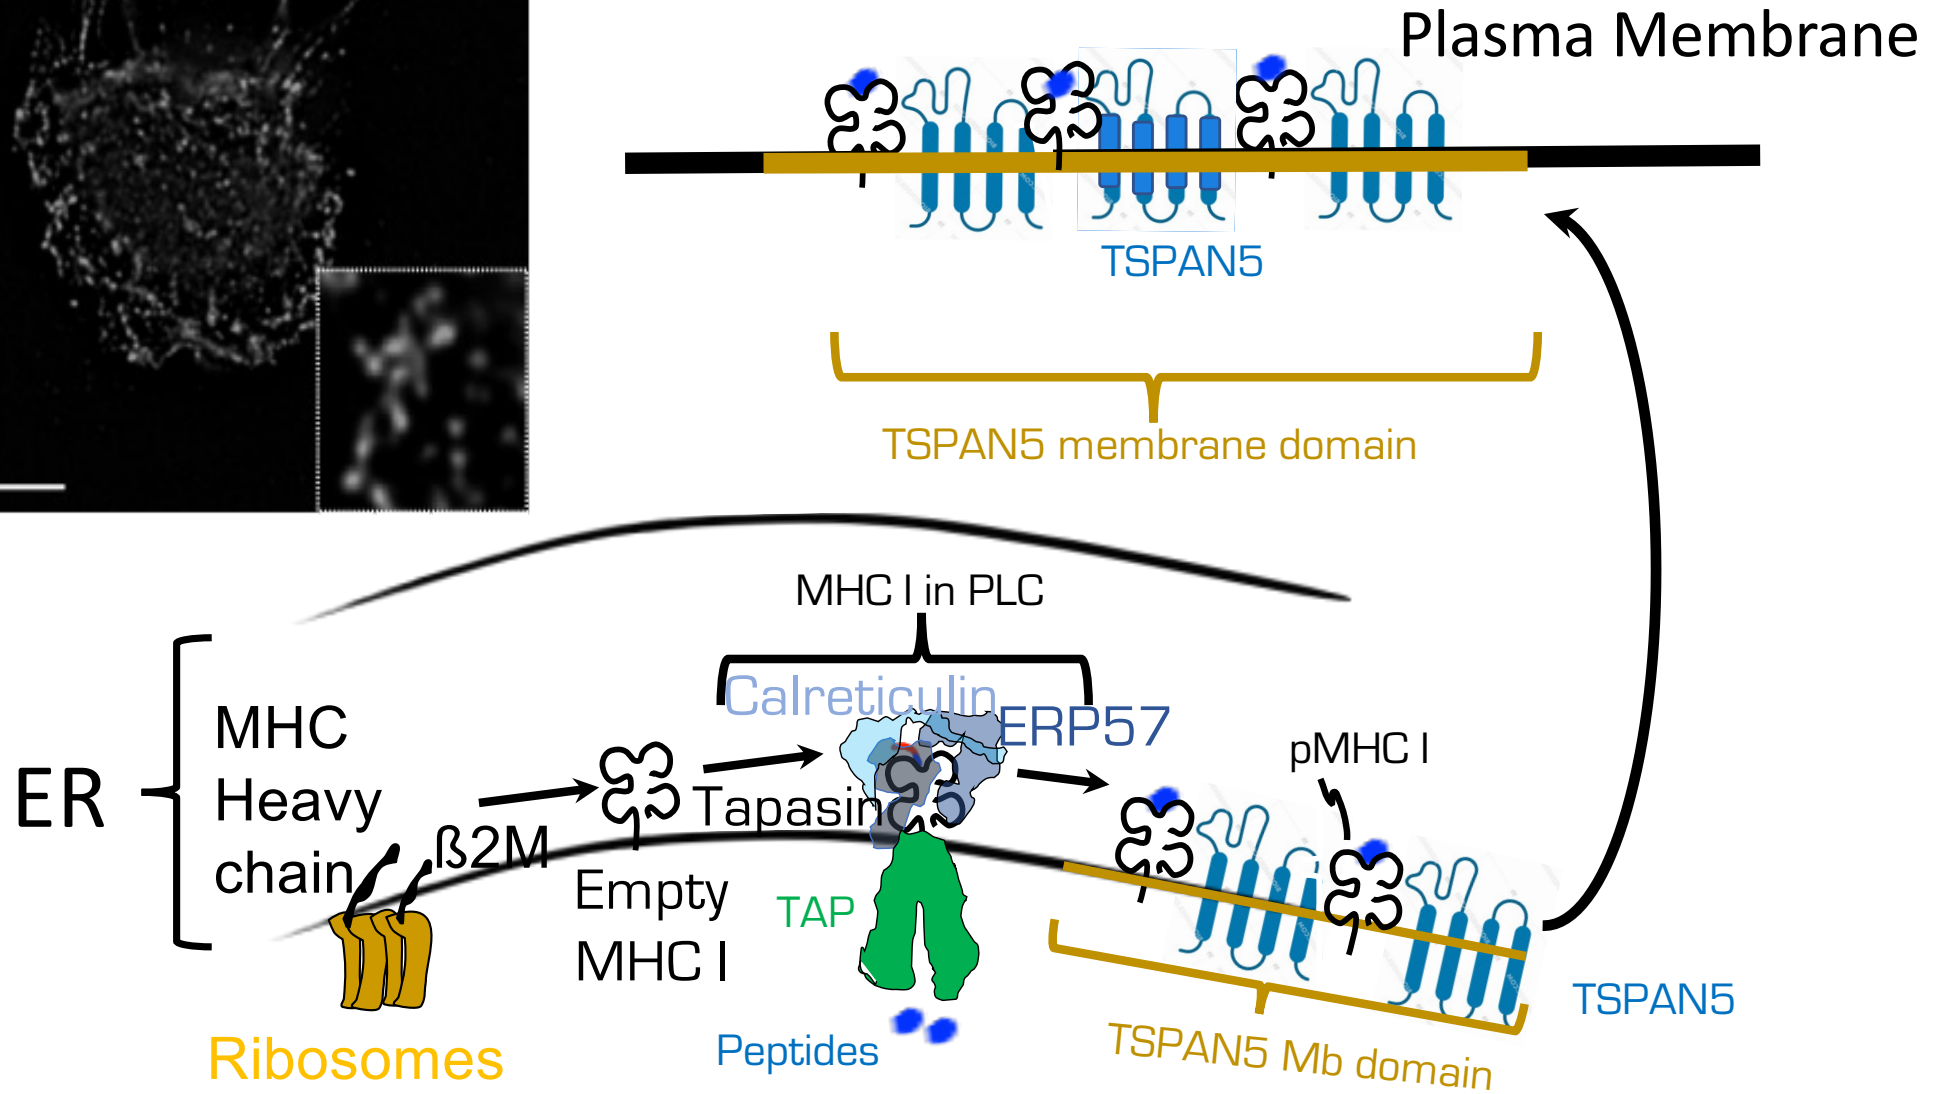 Plasma Membrane
TSPAN5
TSPAN5 membrane domain
MHC I in PLC
Calreticulin
ERP57
MHC
Heavy
chain
ß2M
ER
Tapasin
pMHC I
Empty
MHC I
TAP
Peptides
Ribosomes
TSPAN5
TSPAN5 Mb domain